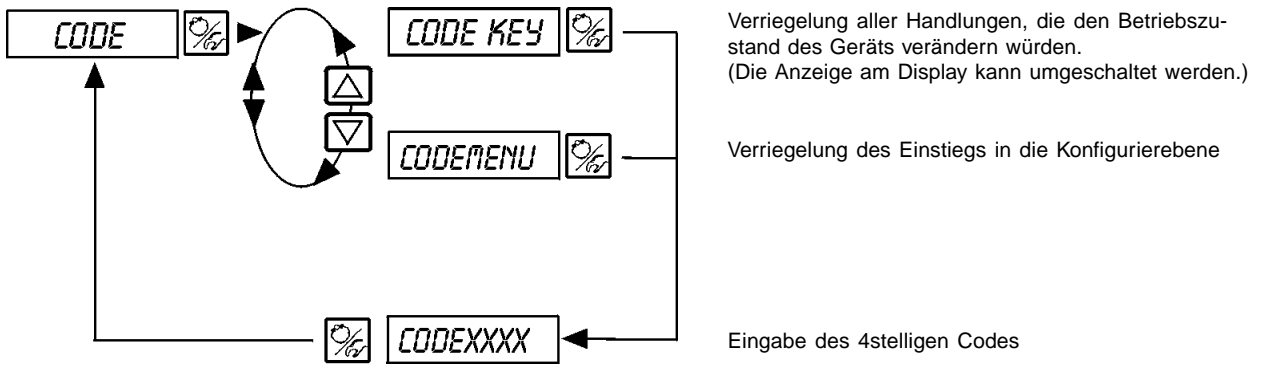 CODE
CODE KEY
Verriegelung aller Handlungen, die den Betriebszu-
stand des Geräts verändern würden.
(Die Anzeige am Display kann umgeschaltet werden.)
CODEMENU
Verriegelung des Einstiegs in die Konfigurierebene
CODEXXXX
Eingabe des 4stelligen Codes